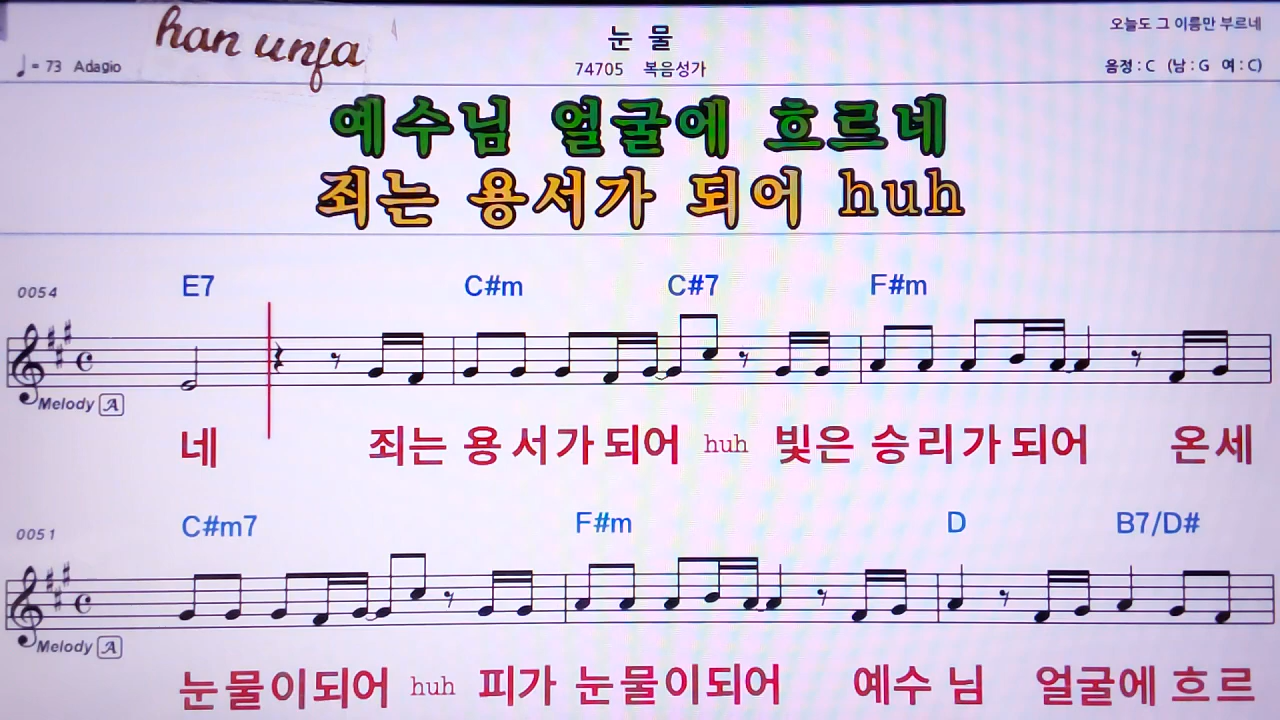 han unja
눈 물
오늘도 그 이름만 부르네
♩= 73 Adagio
74705 복음성가
음정 : C (남 : G 여 : C)
예수님 얼굴에 흐르네
죄는 용서가 되어 huh
0054 E7 C#m C#7 F#m
Melody A
네 죄는 용서가 되어 huh 빛은 승리가 되어 온세
0051 C#m7 F#m D B7/D#
Melody A
눈물이되어 huh 피가 눈물이되어 예수 님 얼굴에 흐르